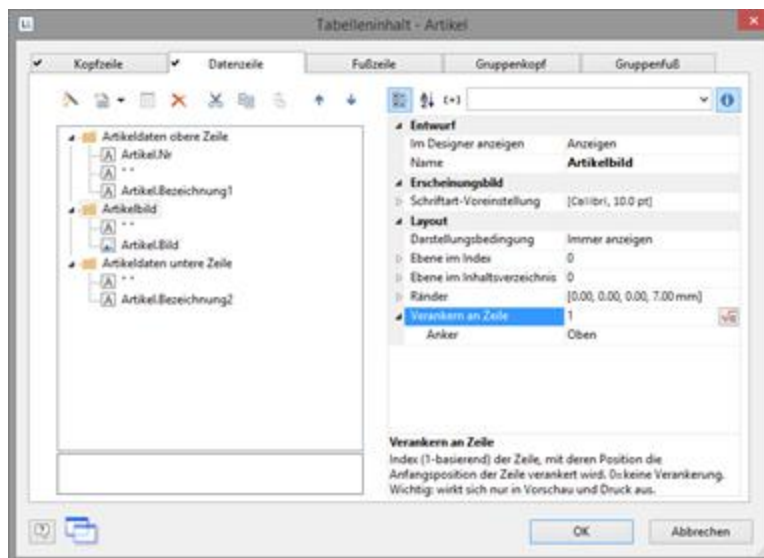 Tabelleninhalt - Artikel
Kopfzeile
Datenzeile
Fußzeile
Gruppenkopf
Gruppenfuß
Artikeldaten obere Zeile
Artikel.Nr
" "
Artikel.Bezeichnung1
Artikelbild
" "
Artikel.Bild
Artikeldaten untere Zeile
" "
Artikel.Bezeichnung2
Entwurf
Im Designer anzeigen Anzeigen
Name Artikelbild
Erscheinungsbild
Schriftart-Voreinstellung [Calibri, 10.0 pt]
Layout
Darstellungsbedingung Immer anzeigen
Ebene im Index 0
Ebene im Inhaltsverzeichnis 0
Ränder [0.00, 0.00, 0.00, 7.00 mm]
Verankern an Zeile 1
Anker Oben
Verankern an Zeile
Index (1-basierend) der Zeile, mit deren Position die
Anfangsposition der Zeile verankert wird. 0=keine Verankerung.
Wichtig: wirkt sich nur in Vorschau und Druck aus.
OK
Abbrechen